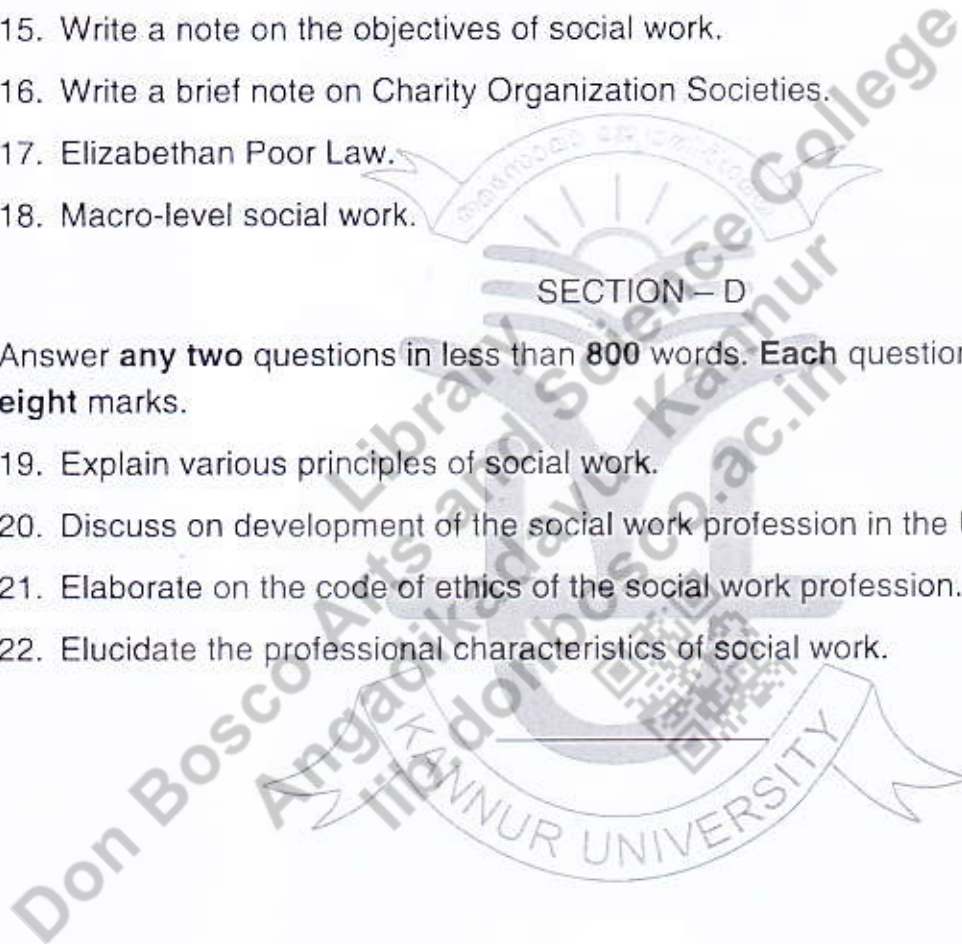 15. Write a note on the objectives of social work.
16. Write a brief note on Charity Organization Societies.
17. Elizabethan Poor Law.
18. Macro-level social work.
SECTION – D
Answer any two questions in less than 800 words. Each question
eight marks.
19. Explain various principles of social work.
20. Discuss on development of the social work profession in the
21. Elaborate on the code of ethics of the social work profession.
22. Elucidate the professional characteristics of social work.
KANNUR UNIVERSITY
Library
Don Bosco Arts and Science College
Angadikadavu, Kannur
lib.donbosco.ac.in